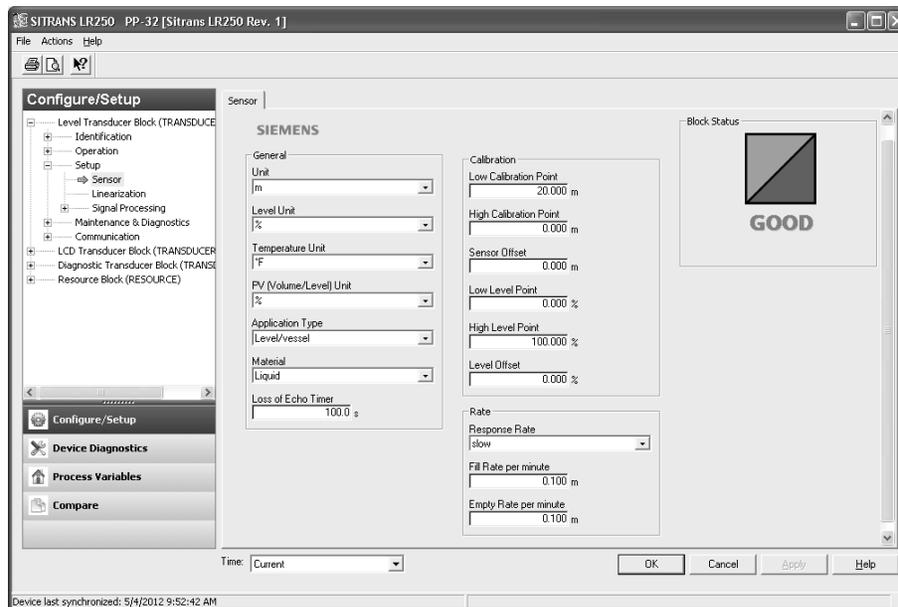 SITRANS LR250 PP-32 [Sitrans LR250 Rev. 1]
File Actions Help
Configure/Setup
Level Transducer Block (TRANSDUCE
Identification
Operation
Setup
Sensor
Linearization
Signal Processing
Maintenance & Diagnostics
Communication
LCD Transducer Block (TRANSDUCER
Diagnostic Transducer Block (TRANSD
Resource Block (RESOURCE)
Configure/Setup
Device Diagnostics
Process Variables
Compare
Sensor
SIEMENS
General
Unit
m
Level Unit
%
Temperature Unit
°F
PV (Volume/Level) Unit
%
Application Type
Level/vessel
Material
Liquid
Loss of Echo Timer
100.0 s
Calibration
Low Calibration Point
20.000 m
High Calibration Point
0.000 m
Sensor Offset
0.000 m
Low Level Point
0.000 %
High Level Point
100.000 %
Level Offset
0.000 %
Rate
Response Rate
slow
Fill Rate per minute
0.100 m
Empty Rate per minute
0.100 m
Block Status
GOOD
Time: Current
OK Cancel Apply Help
Device last synchronized: 5/4/2012 9:52:42 AM